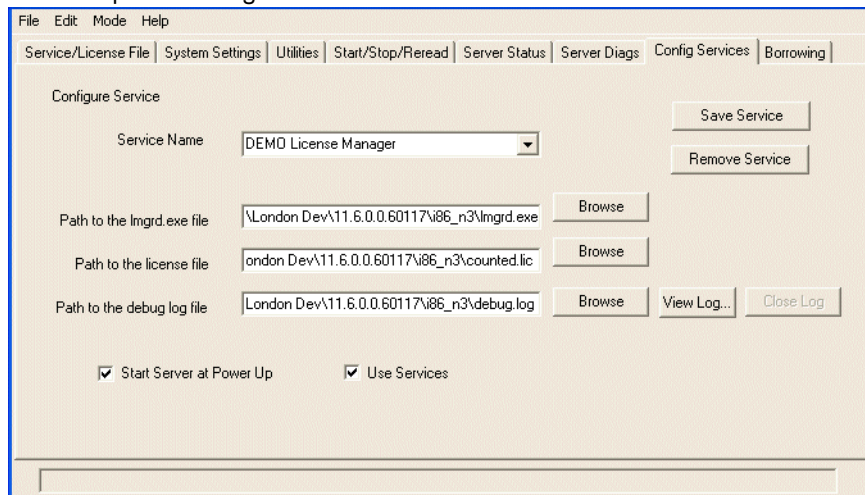 File Edit Mode Help
Service/License File System Settings Utilities Start/Stop/Reread Server Status Server Diags Config Services Borrowing
Configure Service
Save Service
Service Name DEMO License Manager
Remove Service
Path to the lmgrd.exe file \London Dev\11.6.0.0.60117\i86_n3\lmgrd.exe Browse
Path to the license file ondon Dev\11.6.0.0.60117\i86_n3\counted.lic Browse
Path to the debug log file London Dev\11.6.0.0.60117\i86_n3\debug.log Browse View Log... Close Log
Start Server at Power Up Use Services